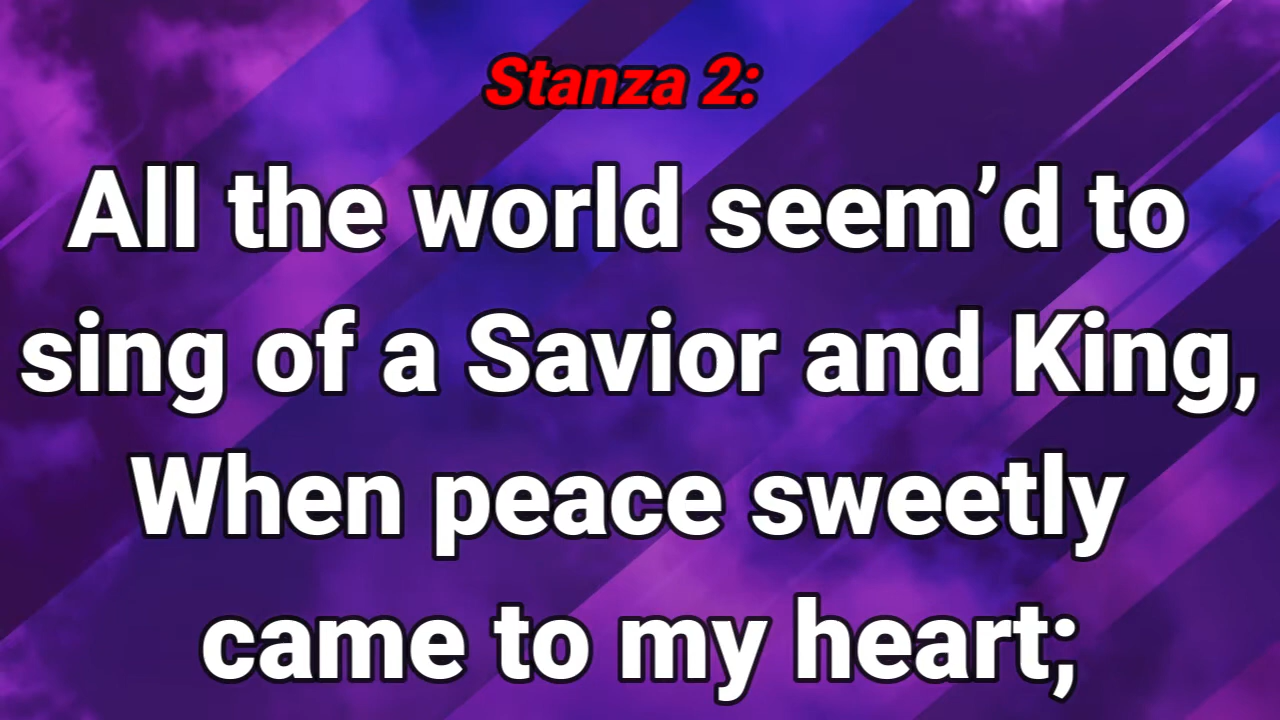 Stanza 2:
All the world seem’d to
sing of a Savior and King,
When peace sweetly
came to my heart;